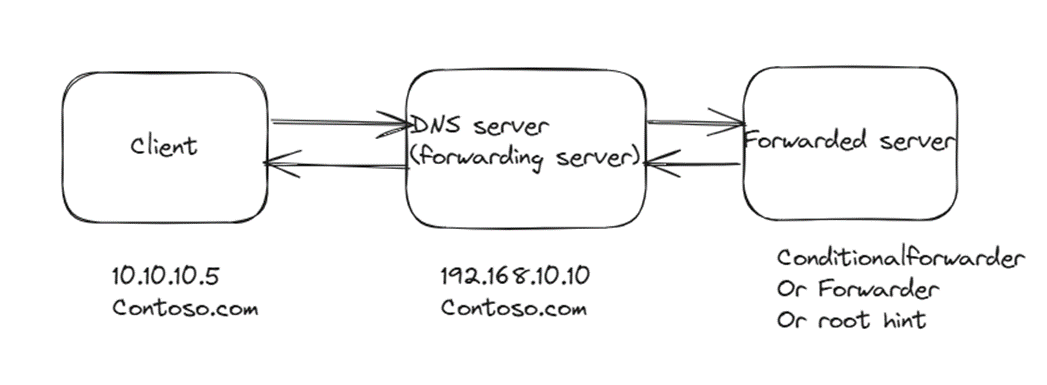 Client
DNS server
(forwarding server)
Forwarded server
10.10.10.5
Contoso.com
192.168.10.10
Contoso.com
Conditionalforwarder
Or Forwarder
Or root hint